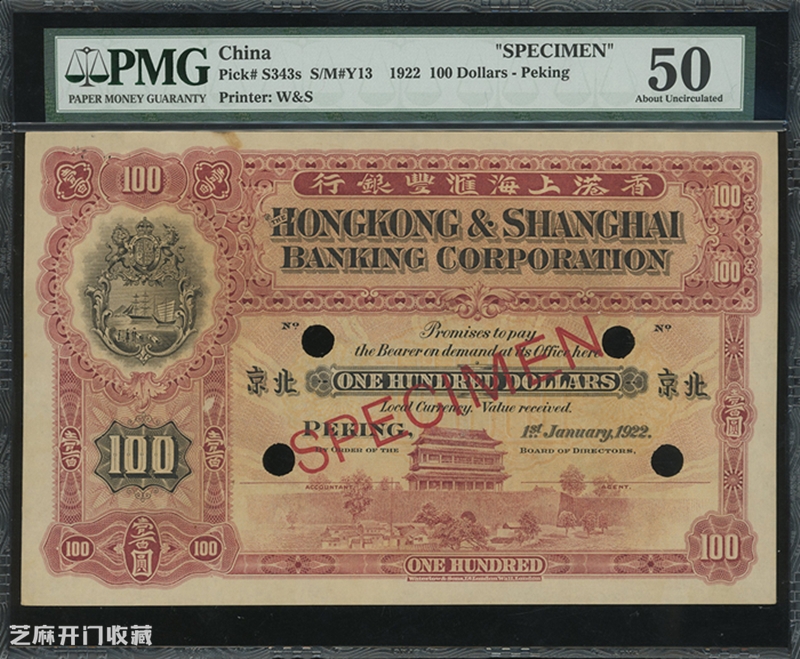 PMG
PAPER MONEY GUARANTY
China "SPECIMEN"
Pick# S343s S/M#Y13 1922 100 Dollars - Peking
Printer: W&S
50
About Uncirculated
100
行銀豐滙海上港香
100
THE HONGKONG & SHANGHAI
BANKING CORPORATION
100
Nº Nº
Promises to pay
the Bearer on demand at its Office here
京北 ONE HUNDRED DOLLARS 京北
Local Currency. Value received.
PEKING, 1st January, 1922.
BY ORDER OF THE BOARD OF DIRECTORS,
SPECIMEN
ACCOUNTANT AGENT.
100
壹百圓
100 壹百圓 100
ONE HUNDRED
100
芝麻开门收藏